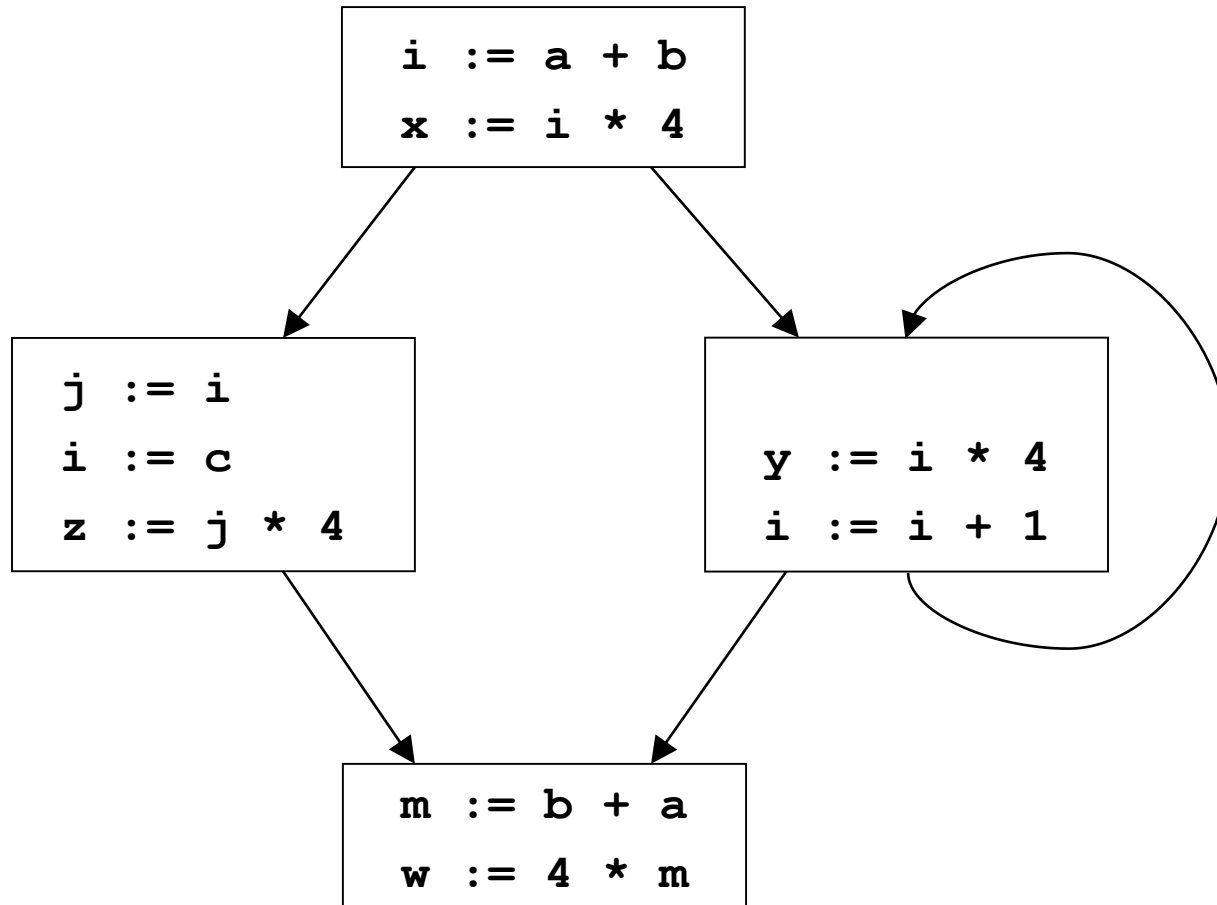 i := a + b
x := i * 4
j := i
i := c
z := j * 4
y := i * 4
i := i + 1
m := b + a
w := 4 * m